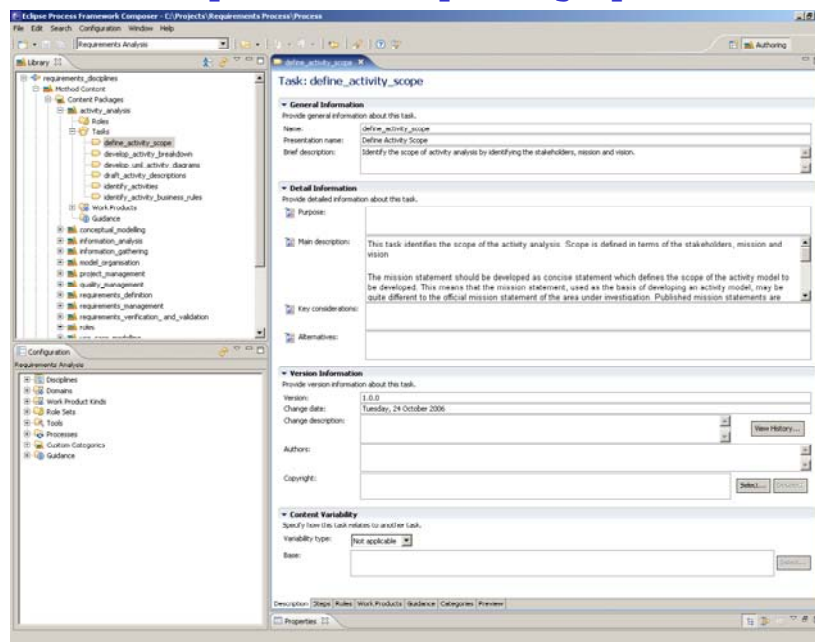 Eclipse Process Framework Composer - C:\Projects\Requirements Process\Process
File Edit Search Configuration Window Help
Requirements Analysis
Authoring
Library
define_activity_scope
requirements_disciplines
Method Content
Content Packages
activity_analysis
Roles
Tasks
define_activity_scope
develop_activity_breakdown
develop_uml_activity_diagrams
draft_activity_descriptions
identify_activities
identify_activity_business_rules
Work Products
Guidance
conceptual_modelling
information_analysis
information_gathering
model_organisation
project_management
quality_management
requirements_definition
requirements_management
requirements_verification_and_validation
rules
Configuration
Requirements Analysis
Disciplines
Domains
Work Product Kinds
Role Sets
Tools
Processes
Custom Categories
Guidance
Task: define_activity_scope
General Information
Provide general information about this task.
Name: define_activity_scope
Presentation name: Define Activity Scope
Brief description: Identify the scope of activity analysis by identifying the stakeholders, mission and vision.
Detail Information
Provide detailed information about this task.
Purpose:
Main description: This task identifies the scope of the activity analysis. Scope is defined in terms of the stakeholders, mission and
vision
The mission statement should be developed as concise statement which defines the scope of the activity model to
be developed. This means that the mission statement, used as the basis of developing an activity model, may be
quite different to the official mission statement of the area under investigation. Published mission statements are
Key considerations:
Alternatives:
Version Information
Provide version information about this task.
Version: 1.0.0
Change date: Tuesday, 24 October 2006
Change description:
View History...
Authors:
Copyright:
Select... Deselect
Content Variability
Specify how this task relates to another task.
Variability type: Not applicable
Base:
Select...
Description Steps Roles Work Products Guidance Categories Preview
Properties